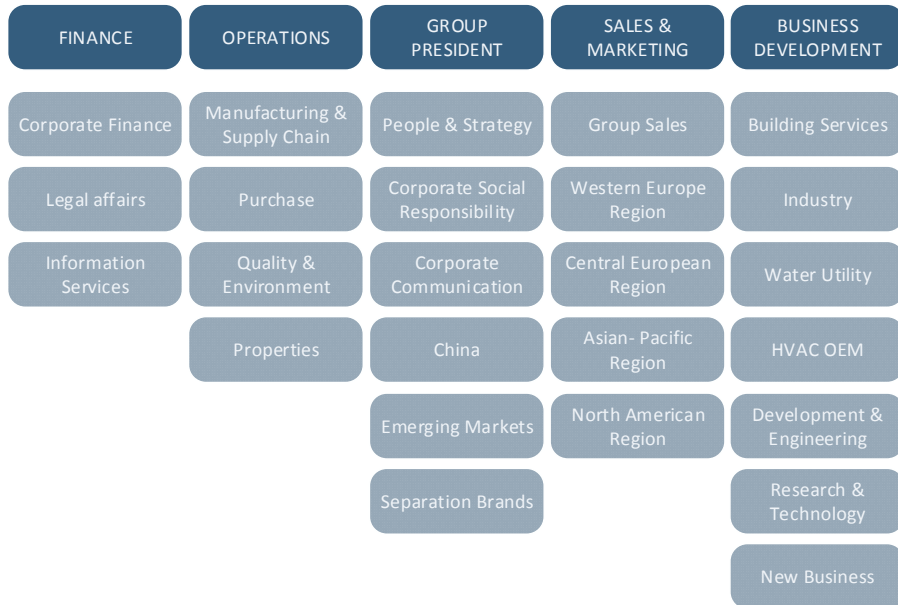 FINANCE
OPERATIONS
GROUP
PRESIDENT
SALES &
MARKETING
BUSINESS
DEVELOPMENT
Corporate Finance
Legal affairs
Information
Services
Manufacturing &
Supply Chain
Purchase
Quality &
Environment
Properties
People & Strategy
Corporate Social
Responsibility
Corporate
Communication
China
Emerging Markets
Separation Brands
Group Sales
Western Europe
Region
Central European
Region
Asian- Pacific
Region
North American
Region
Building Services
Industry
Water Utility
HVAC OEM
Development &
Engineering
Research &
Technology
New Business